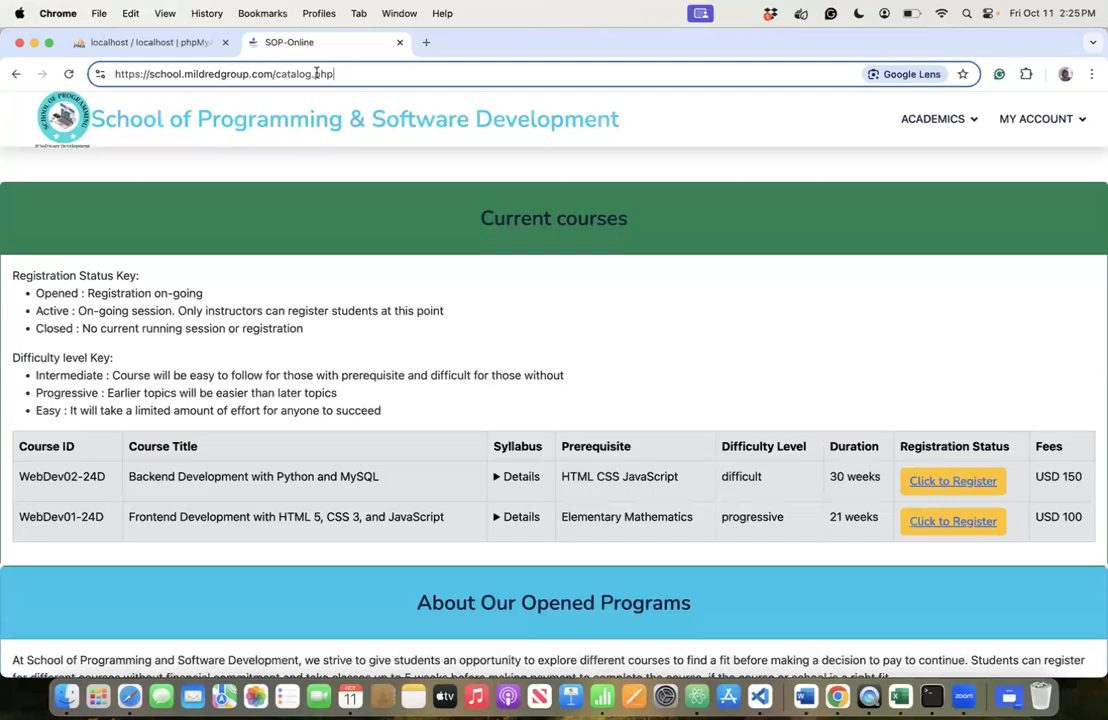 Chrome File Edit View History Bookmarks Profiles Tab Window Help Fri Oct 11 2:25 PM
localhost / localhost | phpMy
SOP-Online
https://school.mildredgroup.com/catalog.php
Google Lens
School of Programming & Software Development
ACADEMICS
MY ACCOUNT
Current courses
Registration Status Key:
• Opened : Registration on-going
• Active : On-going session. Only instructors can register students at this point
• Closed : No current running session or registration
Difficulty level Key:
• Intermediate : Course will be easy to follow for those with prerequisite and difficult for those without
• Progressive : Earlier topics will be easier than later topics
• Easy : It will take a limited amount of effort for anyone to succeed
Course ID Course Title Syllabus Prerequisite Difficulty Level Duration Registration Status Fees
WebDev02-24D Backend Development with Python and MySQL ▶ Details HTML CSS JavaScript difficult 30 weeks Click to Register USD 150
WebDev01-24D Frontend Development with HTML 5, CSS 3, and JavaScript ▶ Details Elementary Mathematics progressive 21 weeks Click to Register USD 100
About Our Opened Programs
At School of Programming and Software Development, we strive to give students an opportunity to explore different courses to find a fit before making a decision to pay to continue. Students can register